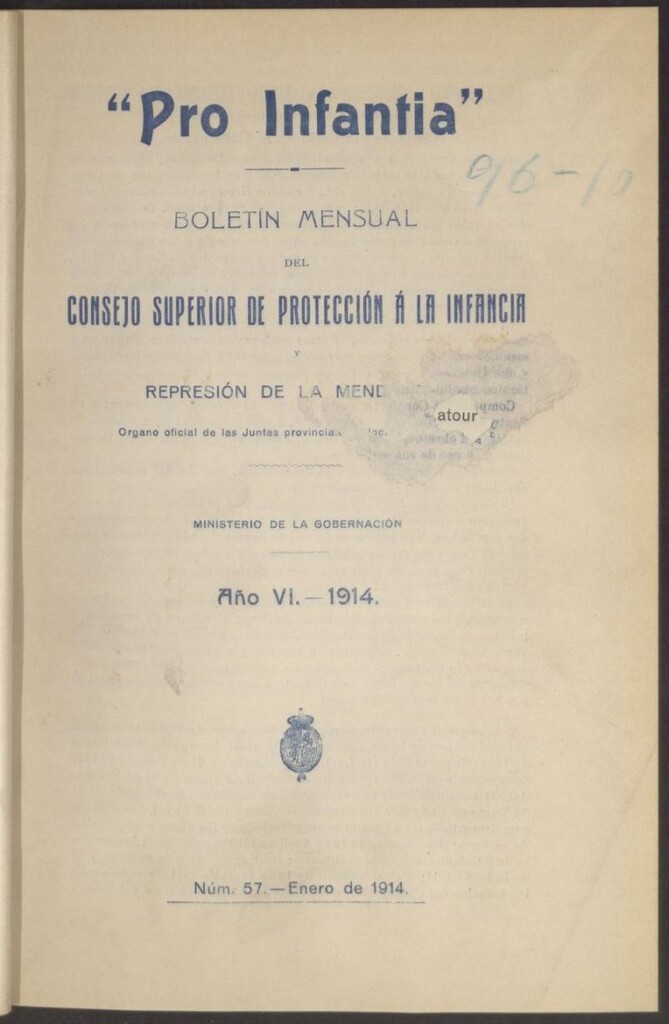 “Pro Infantia”
96-10
BOLETÍN MENSUAL
DEL
CONSEJO SUPERIOR DE PROTECCIÓN Á LA INFANCIA
Y
REPRESIÓN DE LA MEND
atour
Organo oficial de las Juntas
MINISTERIO DE LA GOBERNACIÓN
Año VI.—1914.
Núm. 57.—Enero de 1914.